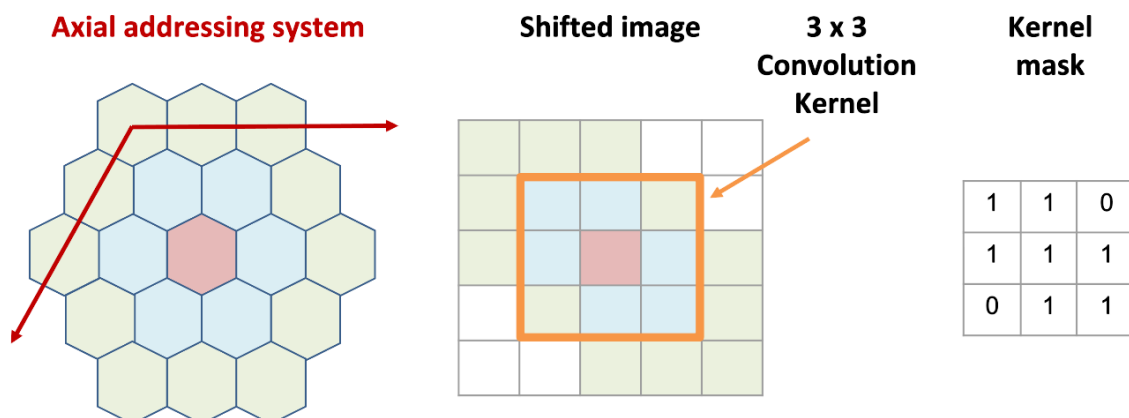 Axial addressing system
Shifted image
3 x 3
Convolution
Kernel
Kernel
mask
1 1 0
1 1 1
0 1 1